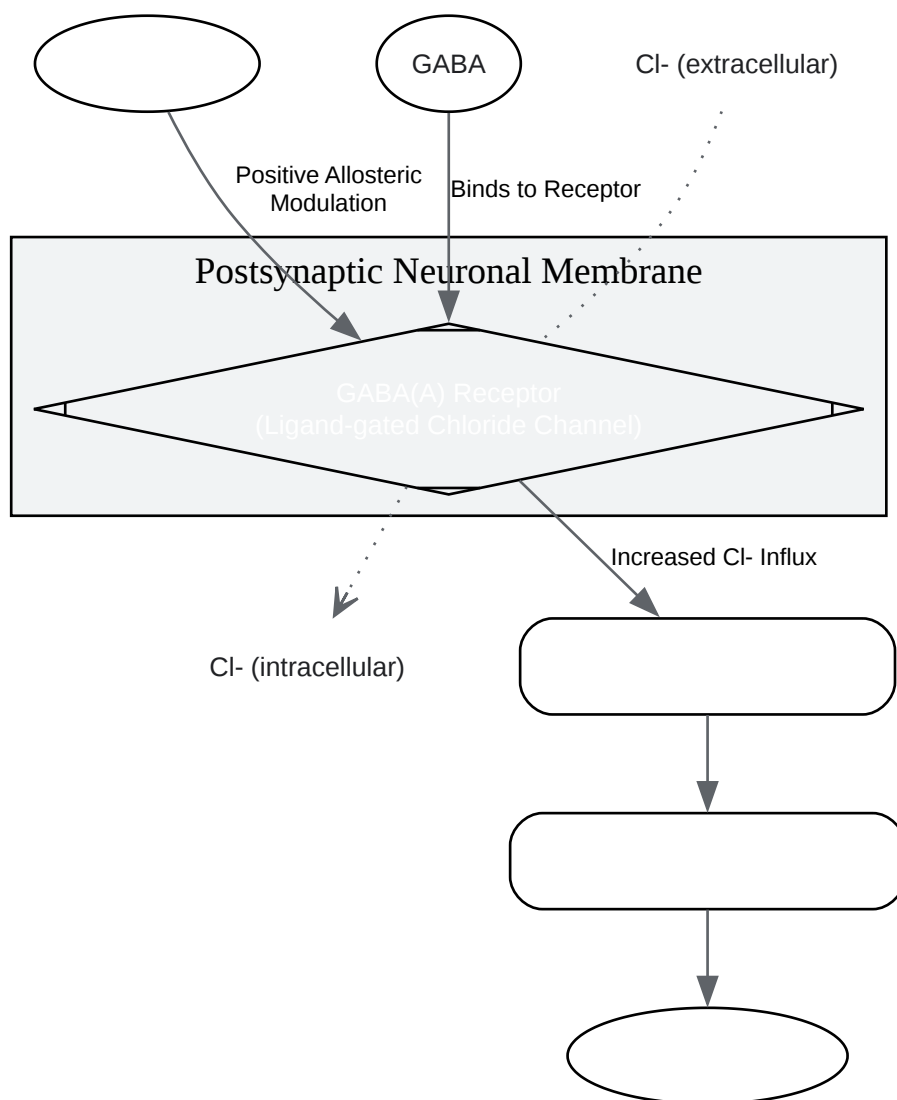 GABA
Cl- (extracellular)
Positive Allosteric
Modulation
Binds to Receptor
Postsynaptic Neuronal Membrane
GABA(A) Receptor
(Ligand-gated Chloride Channel)
Increased Cl- Influx
Cl- (intracellular)